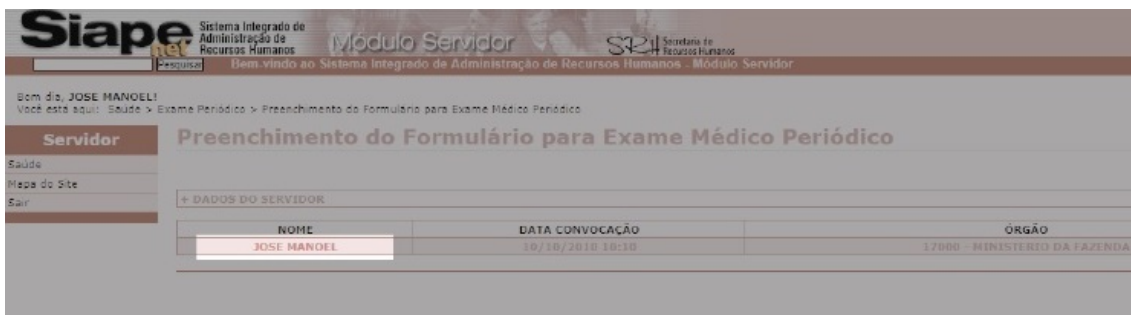 Siape
net
Sistema Integrado de
Administração de
Recursos Humanos
Módulo Servidor
SRH Secretaria de
Recursos Humanos
Pesquisar
Bem-vindo ao Sistema Integrado de Administração de Recursos Humanos - Módulo Servidor
Bom dia, JOSE MANOEL!
Você está aqui: Saúde > Exame Periódico > Preenchimento do Formulário para Exame Médico Periódico
Servidor
Saúde
Mapa do Site
Sair
Preenchimento do Formulário para Exame Médico Periódico
+ DADOS DO SERVIDOR
NOME DATA CONVOCAÇÃO ÓRGÃO
JOSE MANOEL 10/10/2010 10:10 17000 - MINISTERIO DA FAZENDA